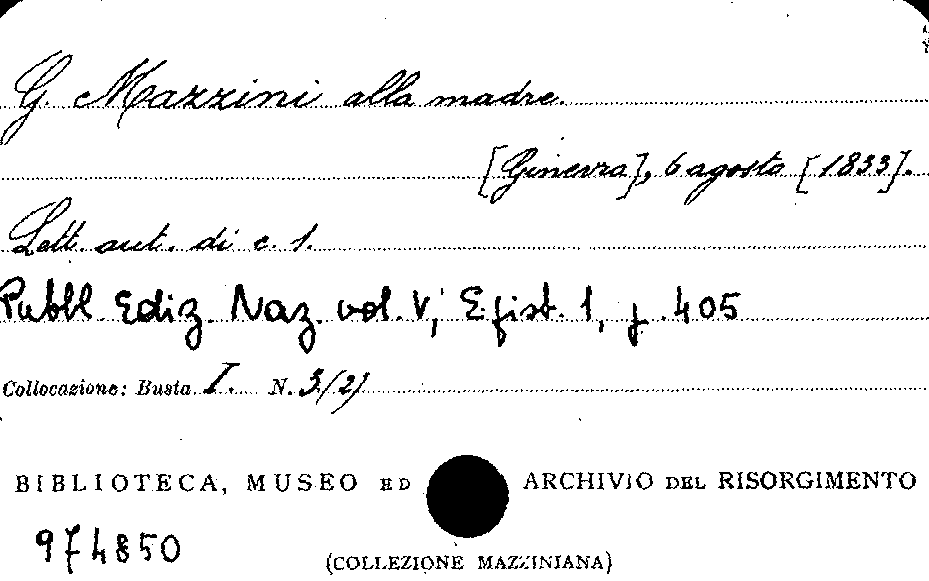 G. Mazzini alla madre.
[Ginevra], 6 agosto [1833].
Lett. aut. di c. 1.
Pubbl. Ediz. Naz. vol. V; Epist. 1, p. 405
Collocazione: Busta I. N. 3/2)
BIBLIOTECA, MUSEO ED ARCHIVIO DEL RISORGIMENTO
974850
(COLLEZIONE MAZZINIANA)